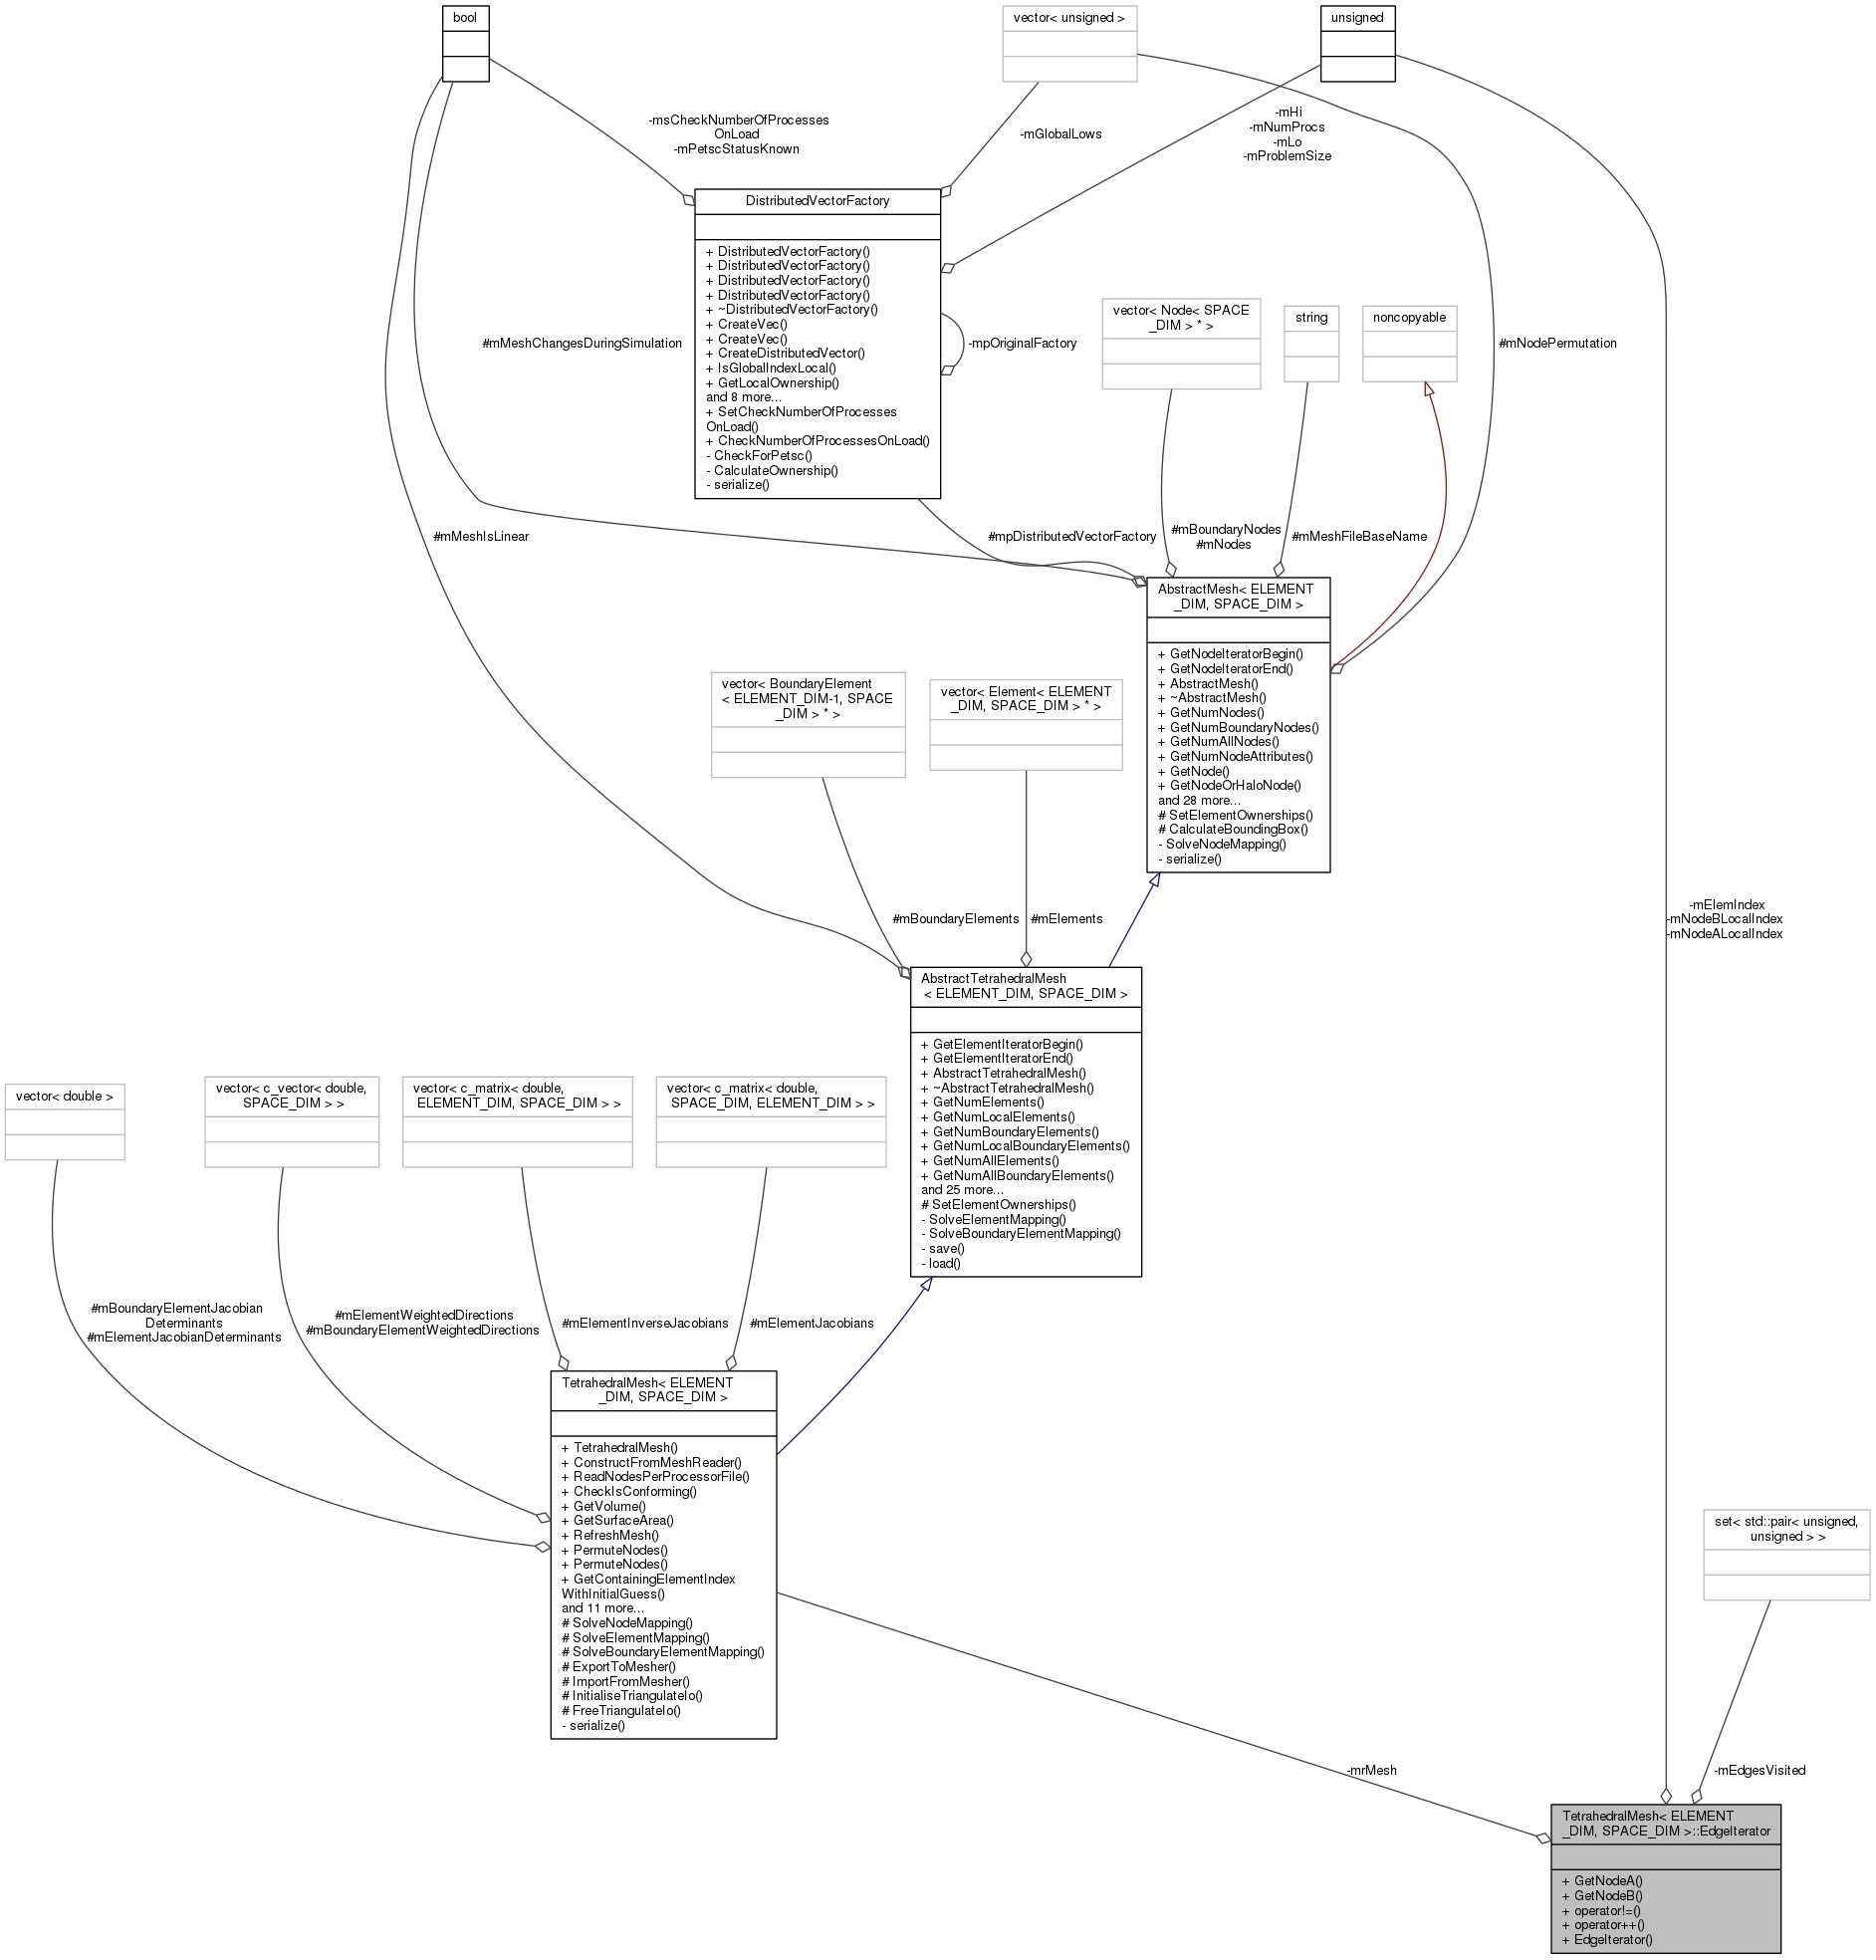 bool
vector< unsigned >
unsigned
-msCheckNumberOfProcesses
OnLoad
-mPetscStatusKnown
-mGlobalLows
-mHi
-mNumProcs
-mLo
-mProblemSize
DistributedVectorFactory
+ DistributedVectorFactory()
+ DistributedVectorFactory()
+ DistributedVectorFactory()
+ DistributedVectorFactory()
+ ~DistributedVectorFactory()
+ CreateVec()
+ CreateVec()
+ CreateDistributedVector()
+ IsGlobalIndexLocal()
+ GetLocalOwnership()
and 8 more...
+ SetCheckNumberOfProcesses
OnLoad()
+ CheckNumberOfProcessesOnLoad()
- CheckForPetsc()
- CalculateOwnership()
- serialize()
vector< Node< SPACE
_DIM > * >
string
noncopyable
#mMeshChangesDuringSimulation
-mpOriginalFactory
#mNodePermutation
#mMeshIsLinear
#mpDistributedVectorFactory
#mBoundaryNodes
#mNodes
#mMeshFileBaseName
AbstractMesh< ELEMENT
_DIM, SPACE_DIM >
+ GetNodeIteratorBegin()
+ GetNodeIteratorEnd()
+ AbstractMesh()
+ ~AbstractMesh()
+ GetNumNodes()
+ GetNumBoundaryNodes()
+ GetNumAllNodes()
+ GetNumNodeAttributes()
+ GetNode()
+ GetNodeOrHaloNode()
and 28 more...
# SetElementOwnerships()
# CalculateBoundingBox()
- SolveNodeMapping()
- serialize()
vector< BoundaryElement
< ELEMENT_DIM-1, SPACE
_DIM > * >
vector< Element< ELEMENT
_DIM, SPACE_DIM > * >
#mBoundaryElements
#mElements
-mElemIndex
-mNodeBLocalIndex
-mNodeALocalIndex
AbstractTetrahedralMesh
< ELEMENT_DIM, SPACE_DIM >
+ GetElementIteratorBegin()
+ GetElementIteratorEnd()
+ AbstractTetrahedralMesh()
+ ~AbstractTetrahedralMesh()
+ GetNumElements()
+ GetNumLocalElements()
+ GetNumBoundaryElements()
+ GetNumLocalBoundaryElements()
+ GetNumAllElements()
+ GetNumAllBoundaryElements()
and 25 more...
# SetElementOwnerships()
- SolveElementMapping()
- SolveBoundaryElementMapping()
- save()
- load()
vector< double >
vector< c_vector< double,
SPACE_DIM > >
vector< c_matrix< double,
ELEMENT_DIM, SPACE_DIM > >
vector< c_matrix< double,
SPACE_DIM, ELEMENT_DIM > >
#mBoundaryElementJacobian
Determinants
#mElementJacobianDeterminants
#mElementWeightedDirections
#mBoundaryElementWeightedDirections
#mElementInverseJacobians
#mElementJacobians
TetrahedralMesh< ELEMENT
_DIM, SPACE_DIM >
+ TetrahedralMesh()
+ ConstructFromMeshReader()
+ ReadNodesPerProcessorFile()
+ CheckIsConforming()
+ GetVolume()
+ GetSurfaceArea()
+ RefreshMesh()
+ PermuteNodes()
+ PermuteNodes()
+ GetContainingElementIndex
WithInitialGuess()
and 11 more...
# SolveNodeMapping()
# SolveElementMapping()
# SolveBoundaryElementMapping()
# ExportToMesher()
# ImportFromMesher()
# InitialiseTriangulateIo()
# FreeTriangulateIo()
- serialize()
set< std::pair< unsigned,
unsigned > >
-mrMesh
-mEdgesVisited
TetrahedralMesh< ELEMENT
_DIM, SPACE_DIM >::EdgeIterator
+ GetNodeA()
+ GetNodeB()
+ operator!=()
+ operator++()
+ EdgeIterator()